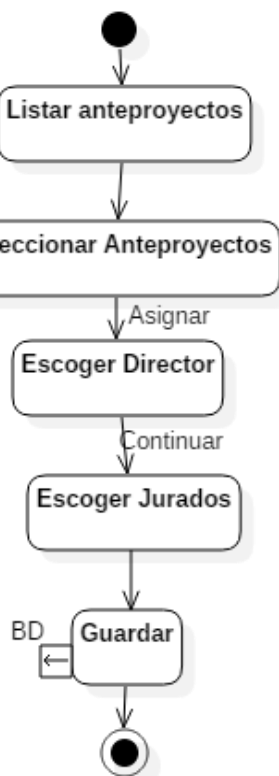 Listar anteproyectos
eccionar Anteproyectos
Asignar
Escoger Director
Continuar
Escoger Jurados
BD
Guardar